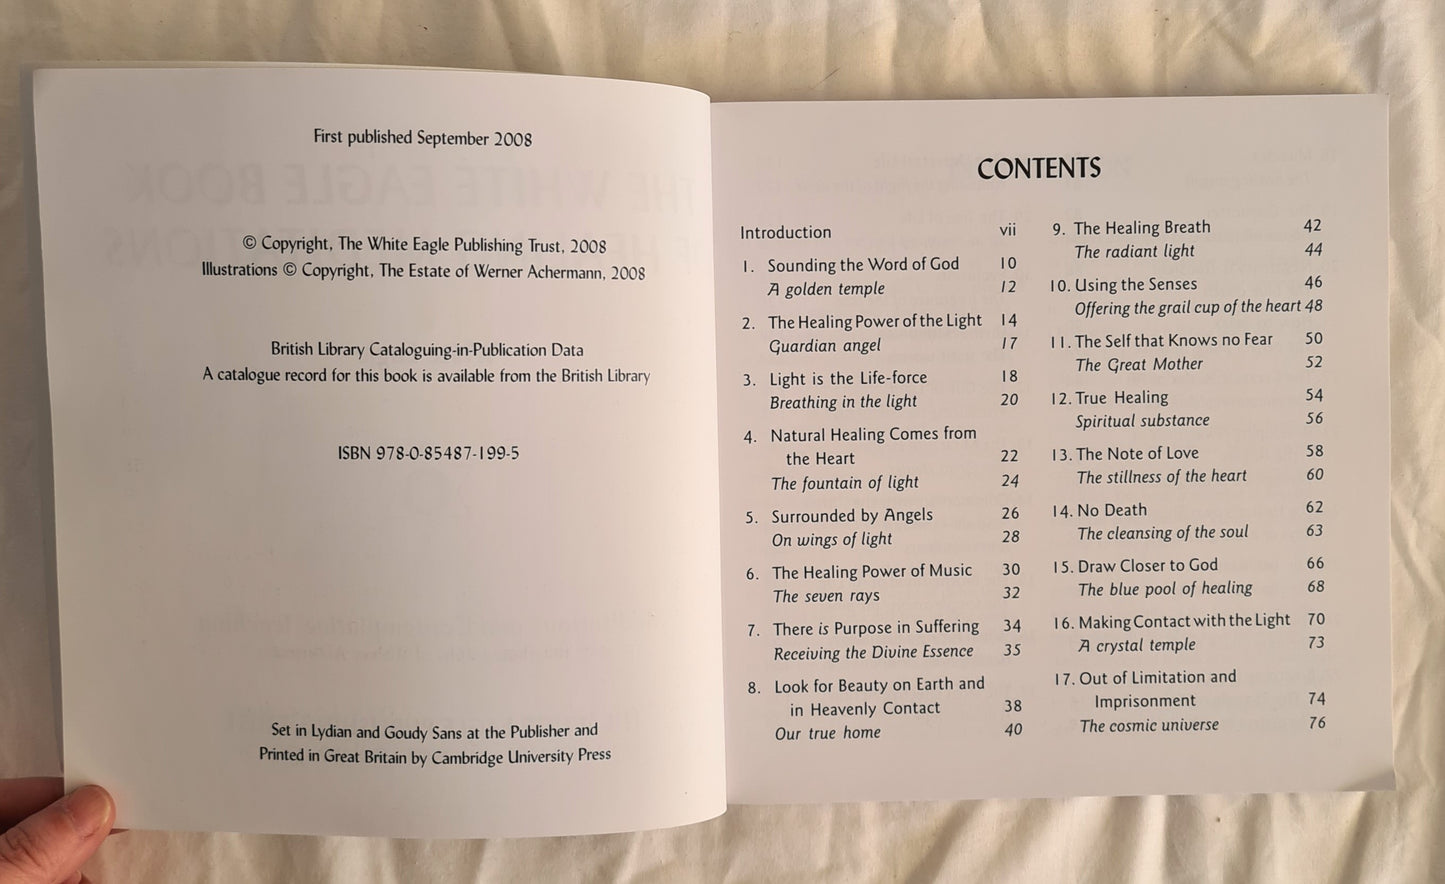 First published September 2008
© Copyright, The White Eagle Publishing Trust, 2008
Illustrations © Copyright, The Estate of Werner Achermann, 2008
British Library Cataloguing-in-Publication Data
A catalogue record for this book is available from the British Library
ISBN 978-0-85487-199-5
Set in Lydian and Goudy Sans at the Publisher and
Printed in Great Britain by Cambridge University Press
CONTENTS
Introduction vii
1. Sounding the Word of God 10
A golden temple 12
2. The Healing Power of the Light 14
Guardian angel 17
3. Light is the Life-force 18
Breathing in the light 20
4. Natural Healing Comes from
the Heart 22
The fountain of light 24
5. Surrounded by Angels 26
On wings of light 28
6. The Healing Power of Music 30
The seven rays 32
7. There is Purpose in Suffering 34
Receiving the Divine Essence 35
8. Look for Beauty on Earth and
in Heavenly Contact 38
Our true home 40
9. The Healing Breath 42
The radiant light 44
10. Using the Senses 46
Offering the grail cup of the heart 48
11. The Self that Knows no Fear 50
The Great Mother 52
12. True Healing 54
Spiritual substance 56
13. The Note of Love 58
The stillness of the heart 60
14. No Death 62
The cleansing of the soul 63
15. Draw Closer to God 66
The blue pool of healing 68
16. Making Contact with the Light 70
A crystal temple 73
17. Out of Limitation and
Imprisonment 74
The cosmic universe 76